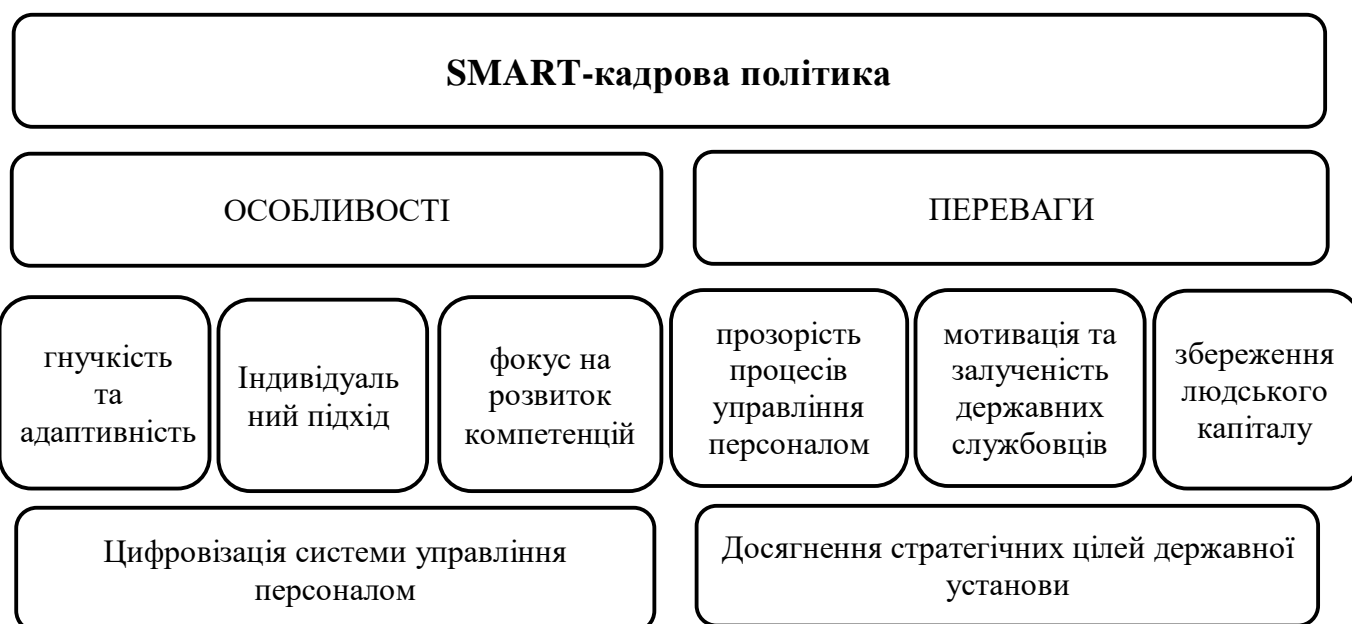 SMART-кадрова політика
ОСОБЛИВОСТІ
ПЕРЕВАГИ
гнучкість
та
адаптивність
Індивідуаль
ний підхід
фокус на
розвиток
компетенцій
прозорість
процесів
управління
персоналом
мотивація та
залученість
державних
службовців
збереження
людського
капіталу
Цифровізація системи управління
персоналом
Досягнення стратегічних цілей державної
установи